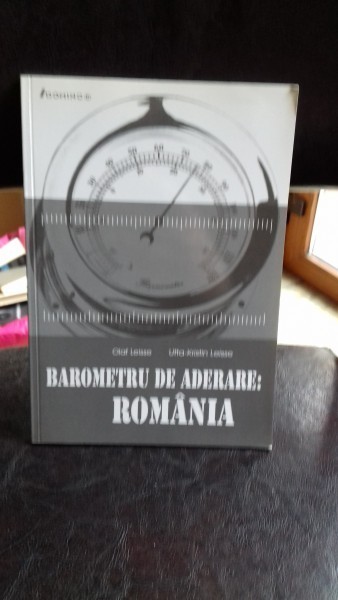 Olaf Leisse Utta-Kristin Leisse
BAROMETRU DE ADERARE:
ROMÂNIA